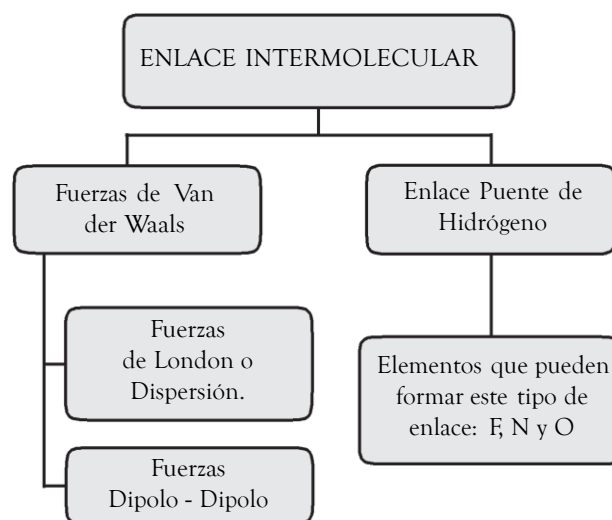 ENLACE INTERMOLECULAR
Fuerzas de Van
der Waals
Enlace Puente de
Hidrógeno
Fuerzas
de London o
Dispersión.
Elementos que pueden
formar este tipo de
enlace: F, N y O
Fuerzas
Dipolo - Dipolo